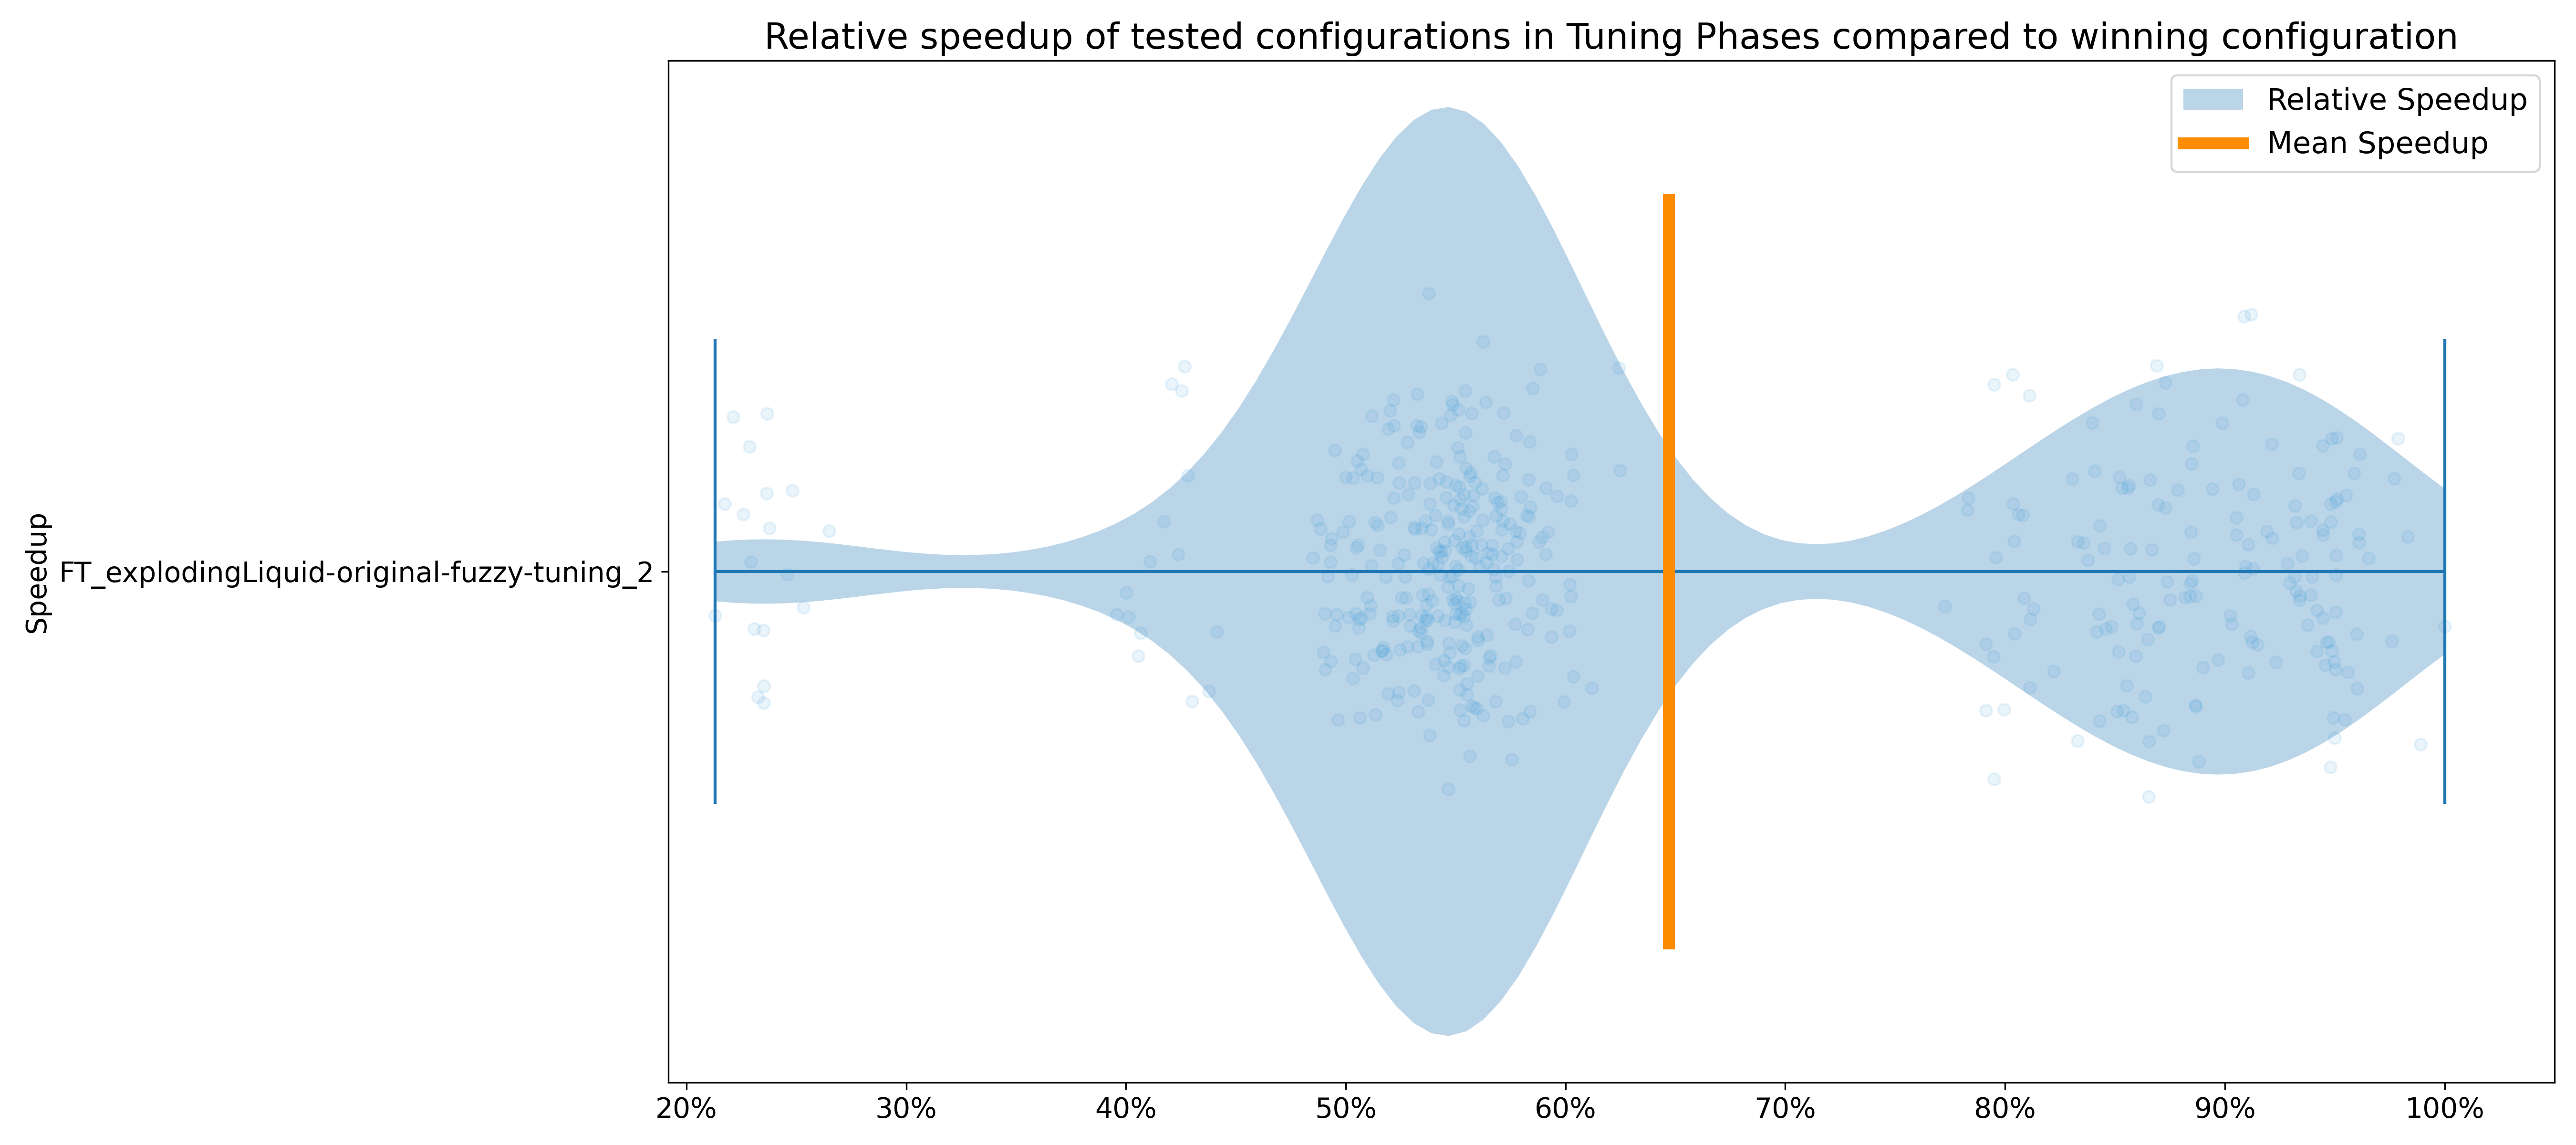 Relative speedup of tested configurations in Tuning Phases compared to winning configuration
Relative Speedup
Mean Speedup
Speedup
FT_explodingLiquid-original-fuzzy-tuning_2
20% 30% 40% 50% 60% 70% 80% 90% 100%